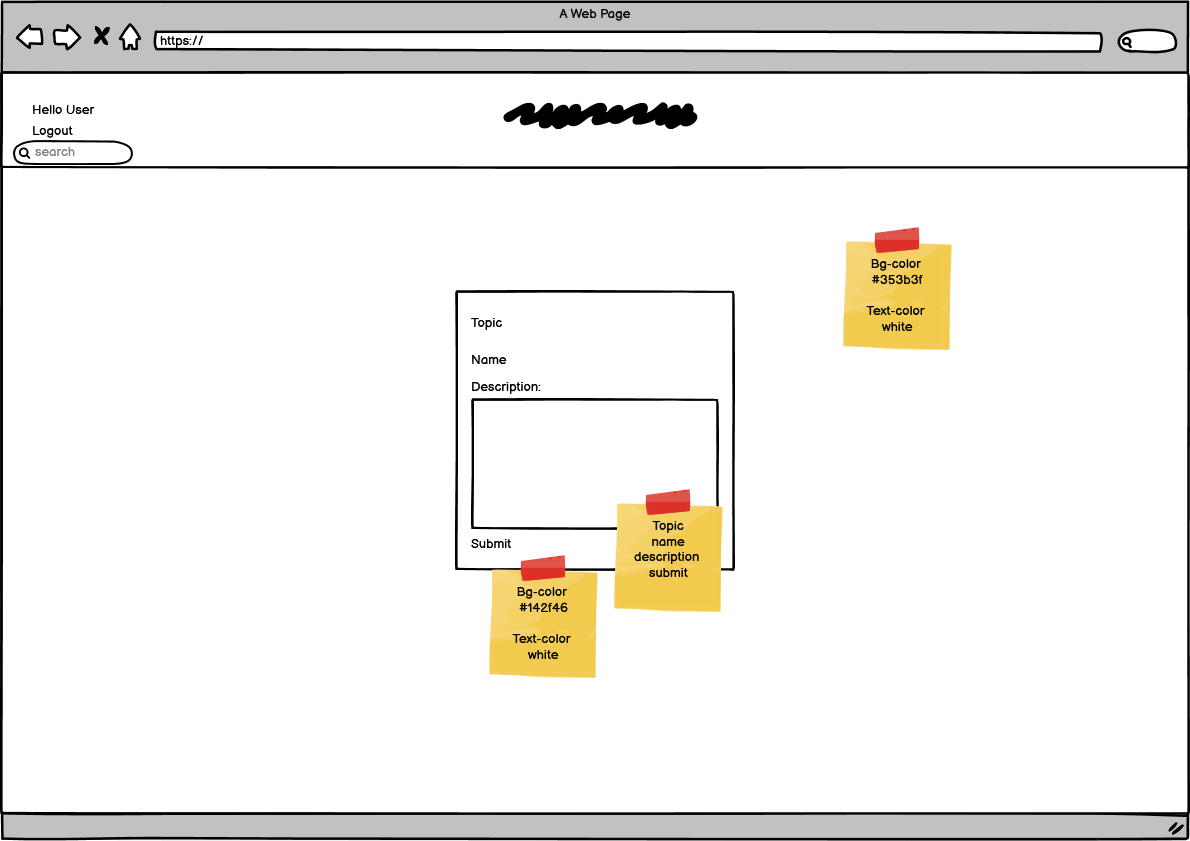 A Web Page
https://
Hello User
Logout
search
Bg-color
#353b3f
Text-color
white
Topic
Name
Description:
Submit
Topic
name
description
submit
Bg-color
#142f46
Text-color
white